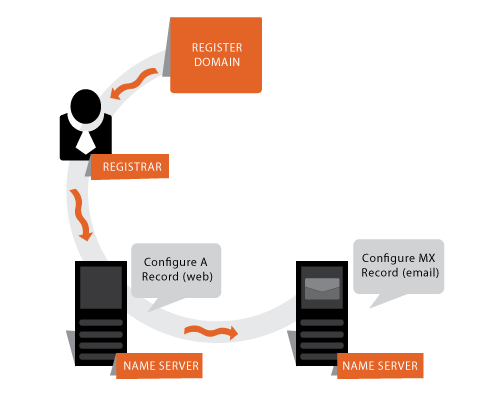 REGISTER
DOMAIN
REGISTRAR
Configure A
Record (web)
NAME SERVER
Configure MX
Record (email)
NAME SERVER